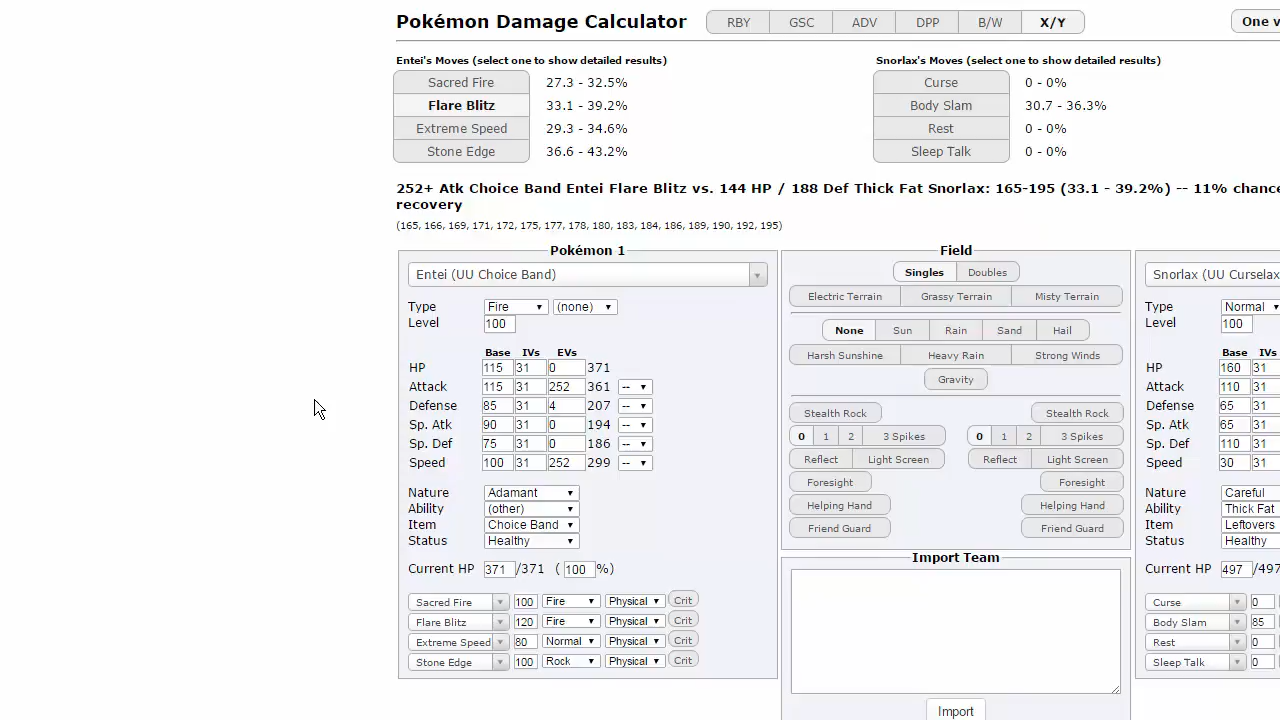 Pokémon Damage Calculator RBY GSC ADV DPP B/W X/Y One v
Entei's Moves (select one to show detailed results) Snorlax's Moves (select one to show detailed results)
Sacred Fire 27.3 - 32.5% Curse 0 - 0%
Flare Blitz 33.1 - 39.2% Body Slam 30.7 - 36.3%
Extreme Speed 29.3 - 34.6% Rest 0 - 0%
Stone Edge 36.6 - 43.2% Sleep Talk 0 - 0%
252+ Atk Choice Band Entei Flare Blitz vs. 144 HP / 188 Def Thick Fat Snorlax: 165-195 (33.1 - 39.2%) -- 11% chance
recovery
(165, 166, 169, 171, 172, 175, 177, 178, 180, 183, 184, 186, 189, 190, 192, 195)
Pokémon 1
Entei (UU Choice Band)
Type Fire (none)
Level 100
Base IVs EVs
HP 115 31 0 371
Attack 115 31 252 361 --
Defense 85 31 4 207 --
Sp. Atk 90 31 0 194 --
Sp. Def 75 31 0 186 --
Speed 100 31 252 299 --
Nature Adamant
Ability (other)
Item Choice Band
Status Healthy
Current HP 371 /371 ( 100 %)
Sacred Fire 100 Fire Physical Crit
Flare Blitz 120 Fire Physical Crit
Extreme Speed 80 Normal Physical Crit
Stone Edge 100 Rock Physical Crit
Field
Singles Doubles
Electric Terrain Grassy Terrain Misty Terrain
None Sun Rain Sand Hail
Harsh Sunshine Heavy Rain Strong Winds
Gravity
Stealth Rock Stealth Rock
0 1 2 3 Spikes 0 1 2 3 Spikes
Reflect Light Screen Reflect Light Screen
Foresight Foresight
Helping Hand Helping Hand
Friend Guard Friend Guard
Import Team
Import
Snorlax (UU Curselax
Type Normal
Level 100
Base IVs
HP 160 31
Attack 110 31
Defense 65 31
Sp. Atk 65 31
Sp. Def 110 31
Speed 30 31
Nature Careful
Ability Thick Fat
Item Leftovers
Status Healthy
Current HP 497 /497
Curse 0
Body Slam 85
Rest 0
Sleep Talk 0